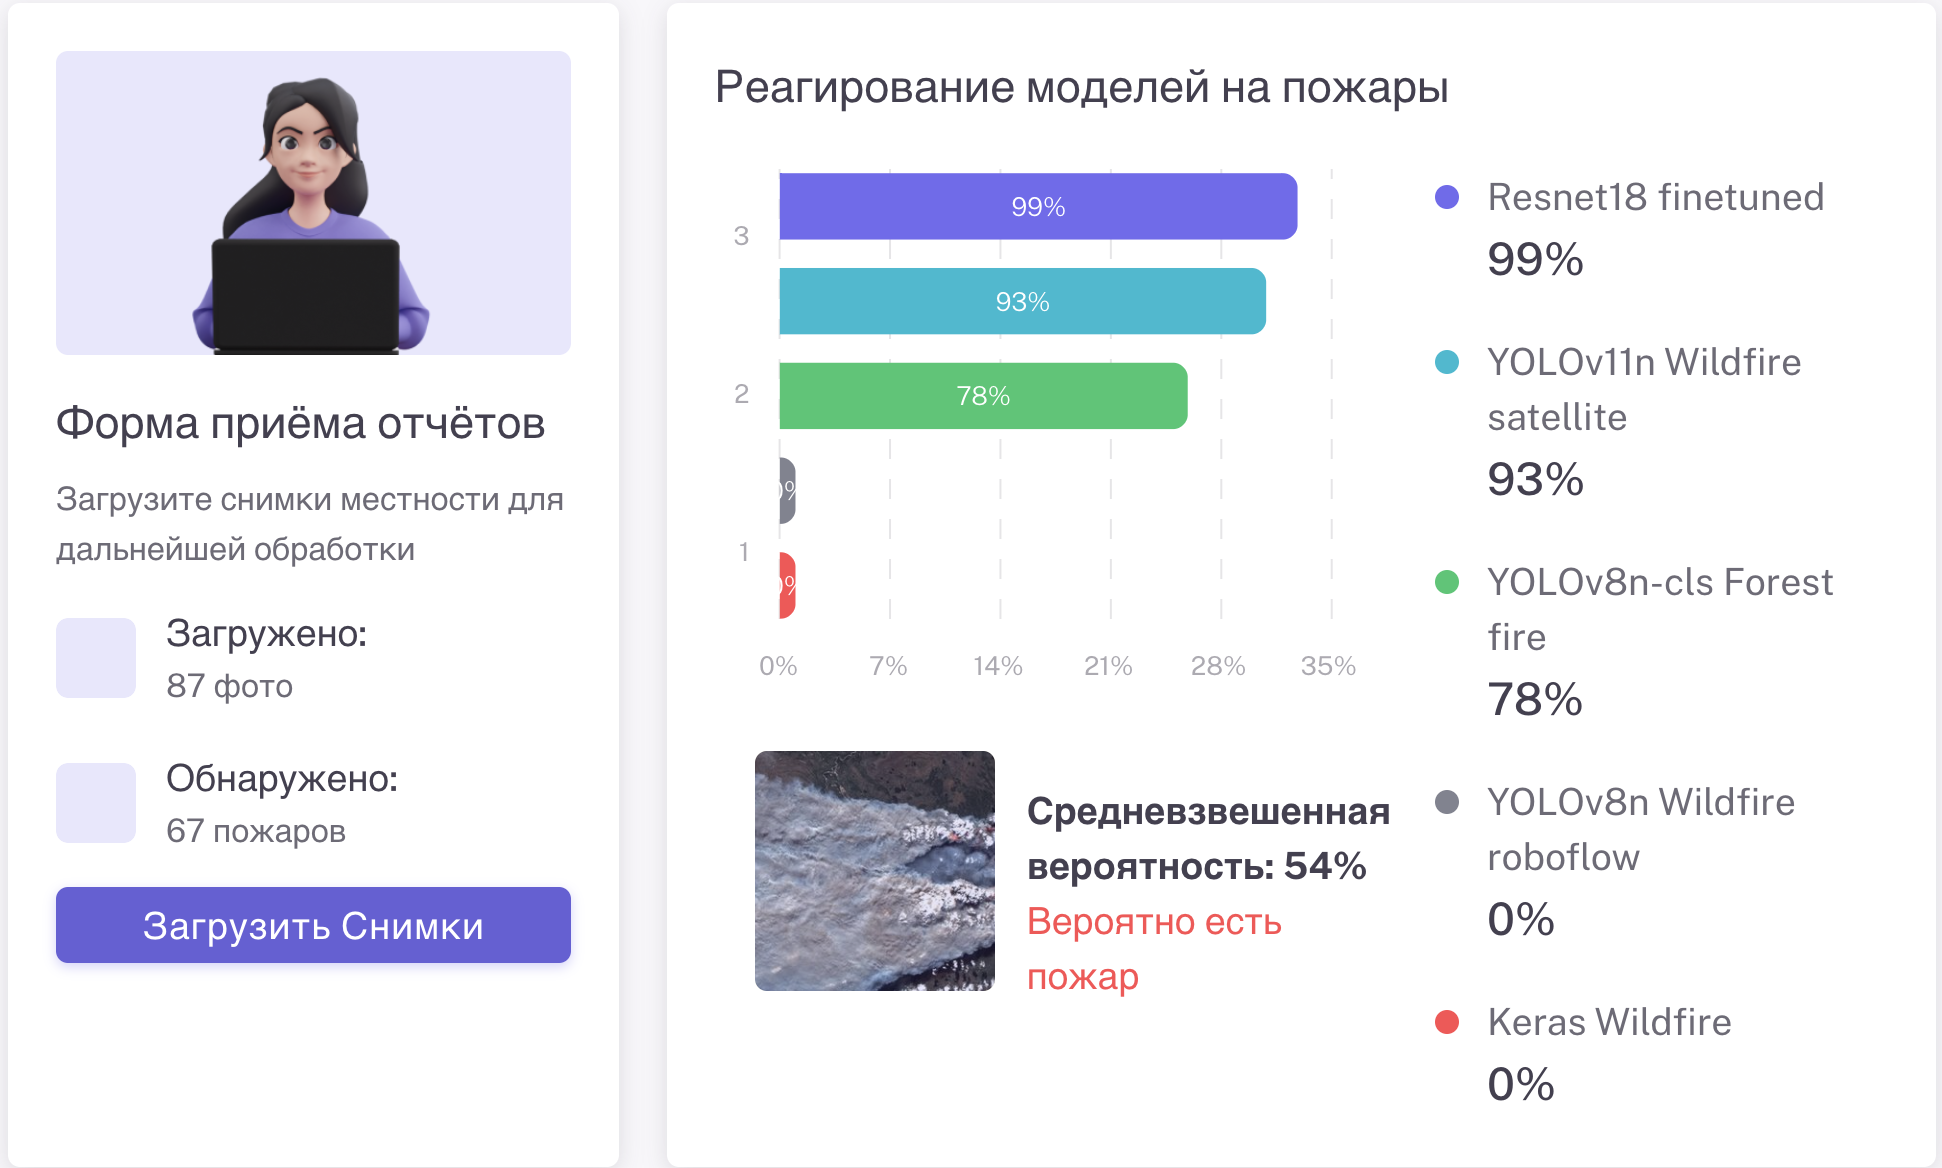 Форма приёма отчётов
Загрузите снимки местности для
дальнейшей обработки
Загружено:
87 фото
Обнаружено:
67 пожаров
Загрузить Снимки
Реагирование моделей на пожары
3
2
1
99%
93%
78%
0%
7%
14%
21%
28%
35%
Средневзвешенная
вероятность: 54%
Вероятно есть
пожар
Resnet18 finetuned
99%
YOLOv11n Wildfire
satellite
93%
YOLOv8n-cls Forest
fire
78%
YOLOv8n Wildfire
roboflow
0%
Keras Wildfire
0%